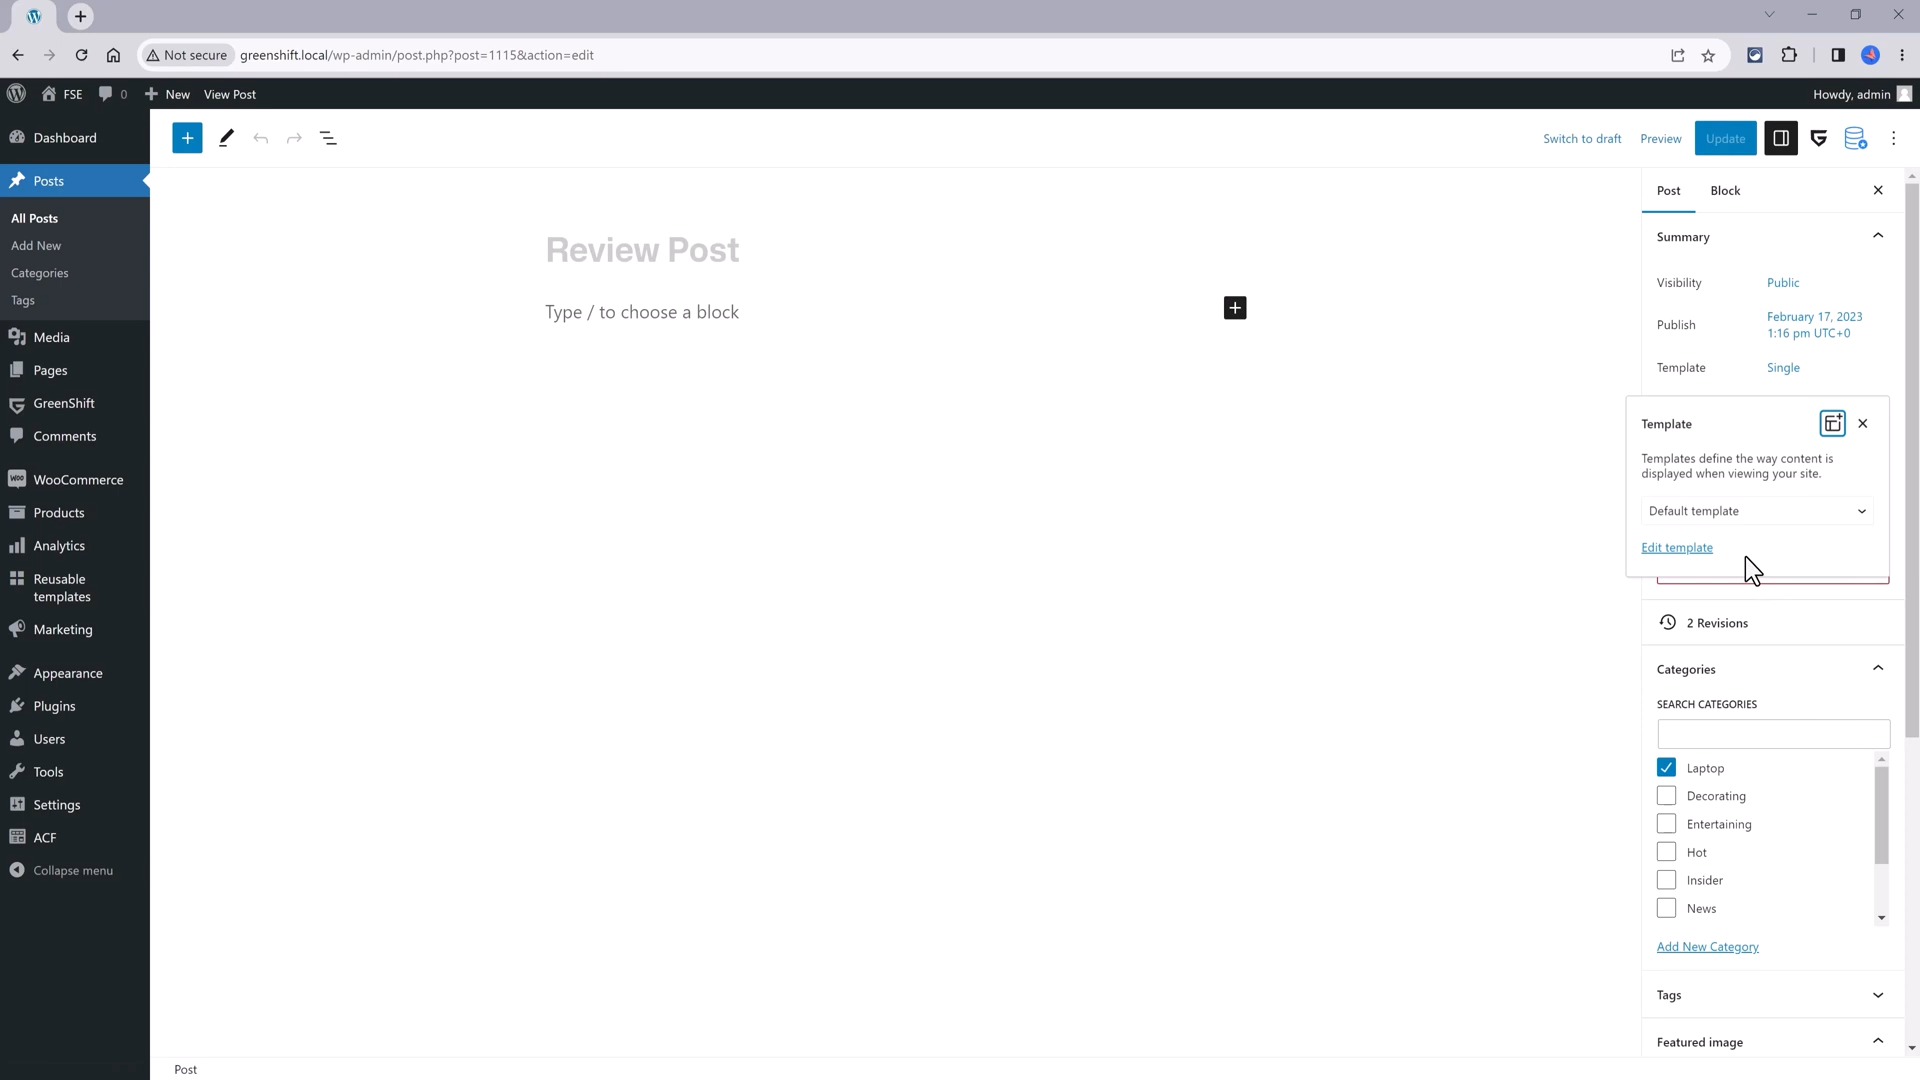 Not secure
greenshift.local/wp-admin/post.php?post=1115&action=edit
FSE
0
New
View Post
Howdy, admin
Dashboard
Posts
All Posts
Add New
Categories
Tags
Media
Pages
GreenShift
Comments
WooCommerce
Products
Analytics
Reusable
templates
Marketing
Appearance
Plugins
Users
Tools
Settings
ACF
Collapse menu
Switch to draft
Preview
Update
Review Post
Type / to choose a block
Post
Block
Summary
Visibility
Public
Publish
February 17, 2023
1:16 pm UTC+0
Template
Single
Template
Templates define the way content is
displayed when viewing your site.
Default template
Edit template
2 Revisions
Categories
SEARCH CATEGORIES
Laptop
Decorating
Entertaining
Hot
Insider
News
Add New Category
Tags
Featured image
Post